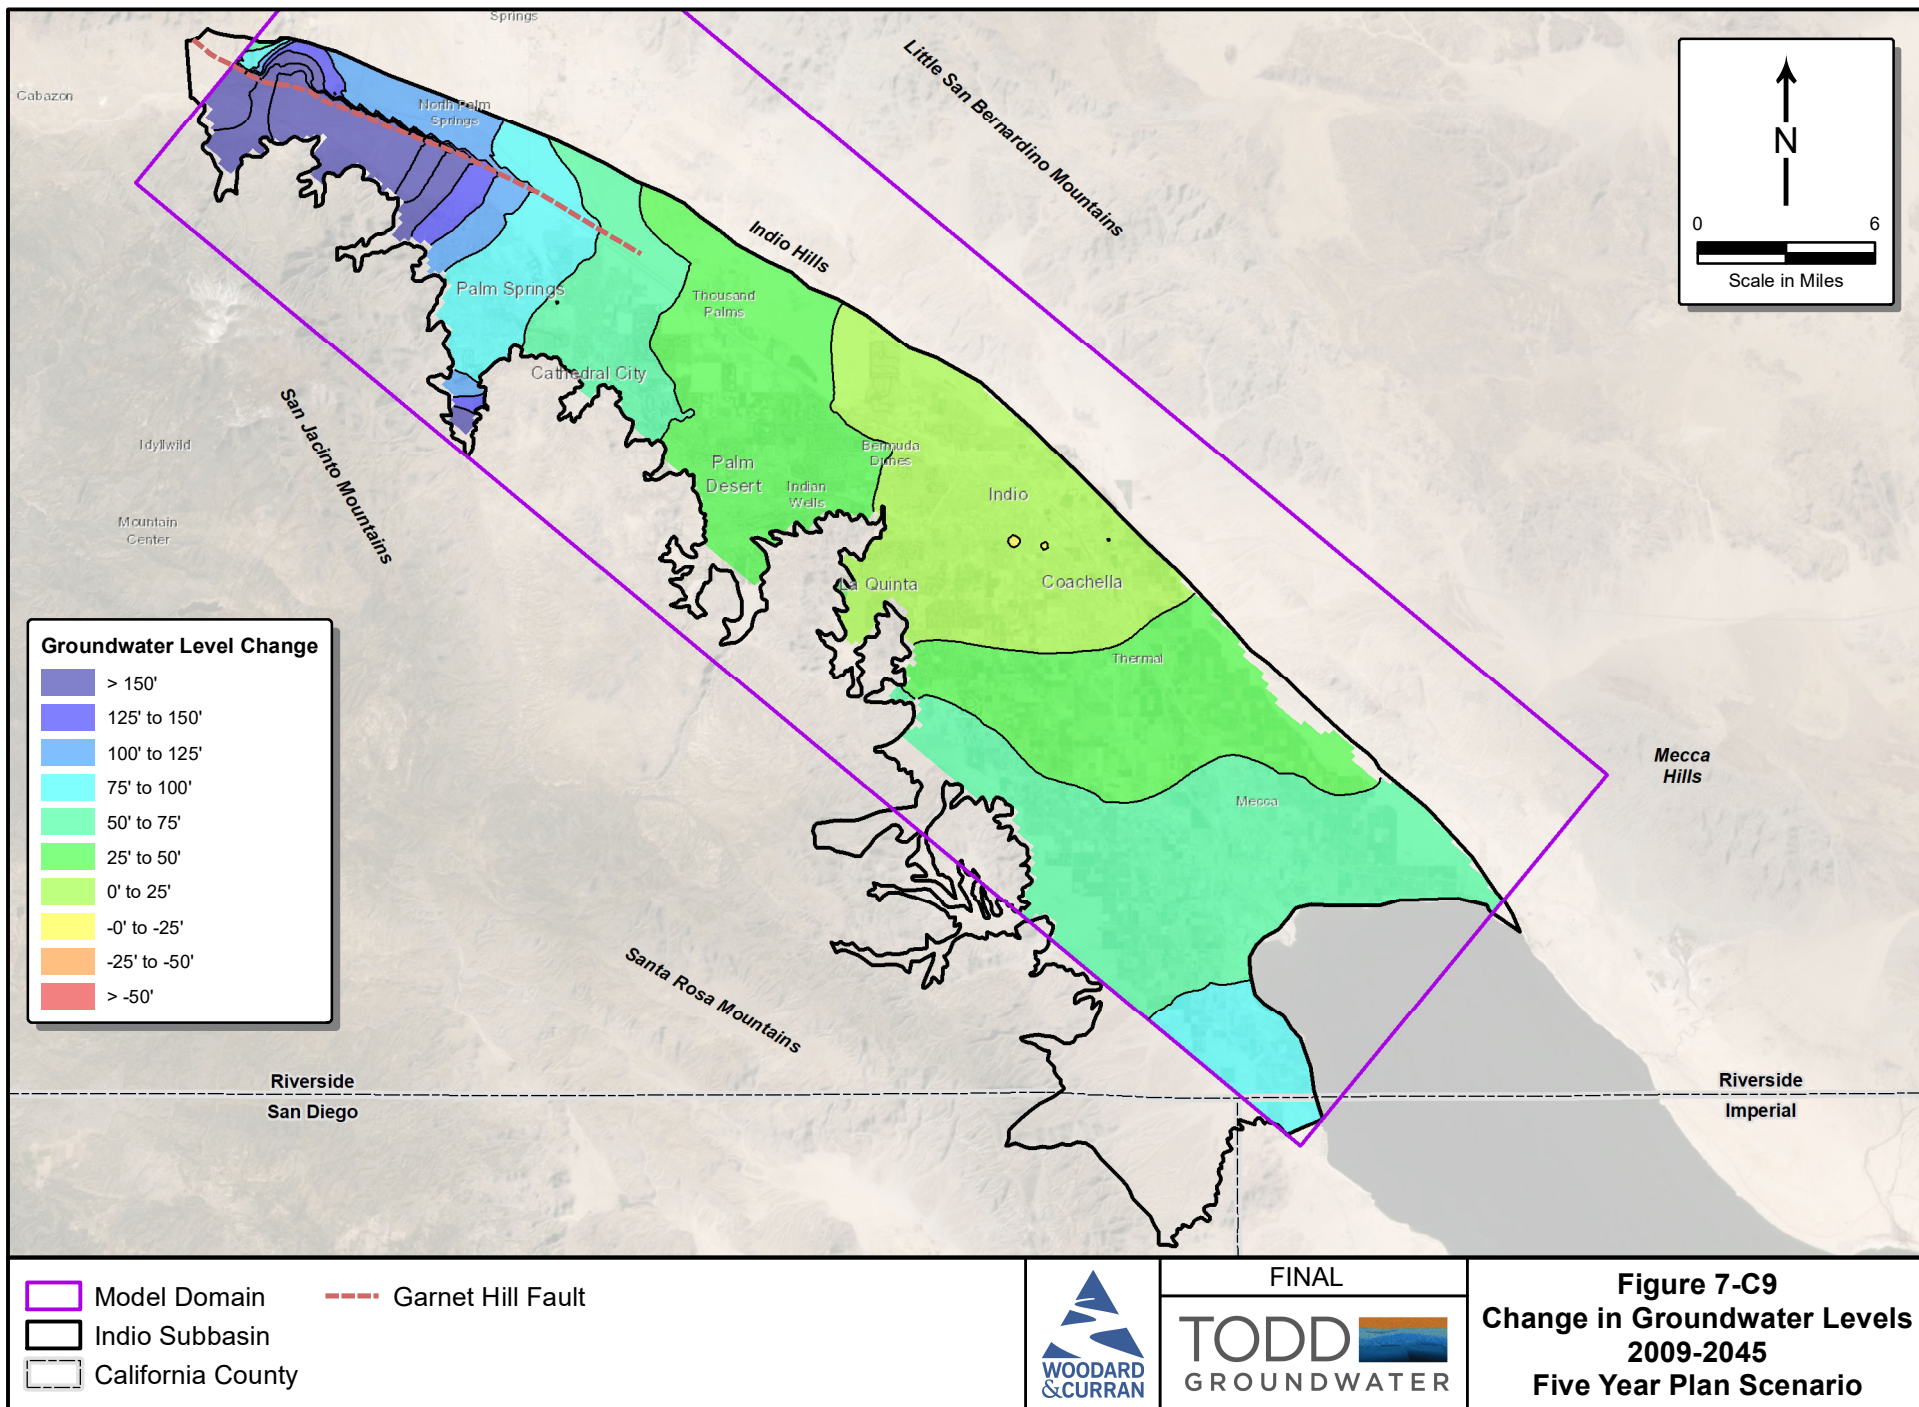 Springs
Cabazon
North Palm
Springs
Little San Bernardino Mountains
N
0 6
Scale in Miles
Indio Hills
Palm Springs
Thousand
Palms
Cathedral City
San Jacinto Mountains
Idyllwild
Bermuda
Dunes
Palm
Desert
Indian
Wells
Indio
Mountain
Center
La Quinta
Coachella
Thermal
Groundwater Level Change
> 150'
125' to 150'
100' to 125'
75' to 100'
50' to 75'
25' to 50'
0' to 25'
-0' to -25'
-25' to -50'
> -50'
Mecca
Hills
Mecca
Santa Rosa Mountains
Riverside
San Diego
Riverside
Imperial
Model Domain
Garnet Hill Fault
Indio Subbasin
California County
WOODARD
&CURRAN
FINAL
TODD
GROUNDWATER
Figure 7-C9
Change in Groundwater Levels
2009-2045
Five Year Plan Scenario